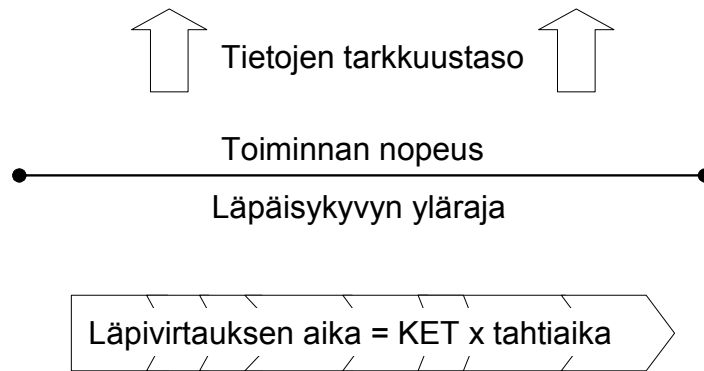 Tietojen tarkkuustaso
Toiminnan nopeus
Läpäisykyvyn yläraja
Läpivirtauksen aika = KET x tahtiaika